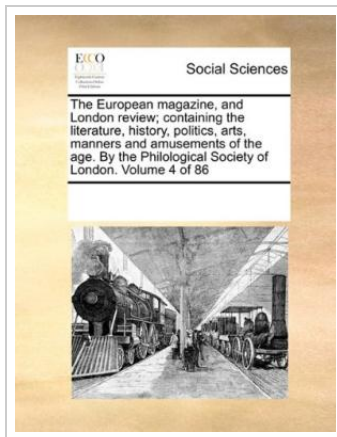 ECCO
Social Sciences
The European magazine, and
London review; containing the
literature, history, politics, arts,
manners and amusements of the
age. By the Philological Society of
London. Volume 4 of 86